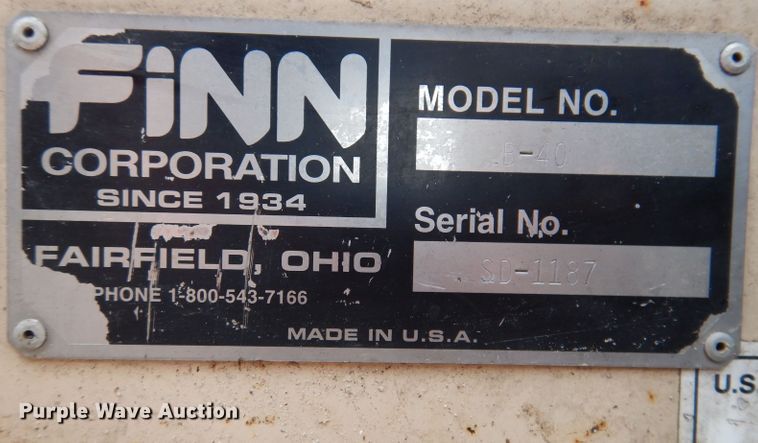 FiNN
CORPORATION
SINCE 1934
FAIRFIELD, OHIO
PHONE 1-800-543-7166
MODEL NO.
B-40
Serial No.
SD-1187
MADE IN U.S.A.
U.S
Purple Wave Auction